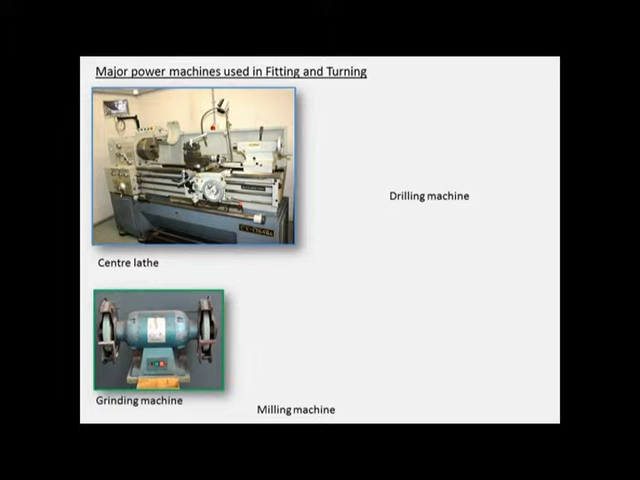 Major power machines used in Fitting and Turning
Drilling machine
Centre lathe
Grinding machine
Milling machine